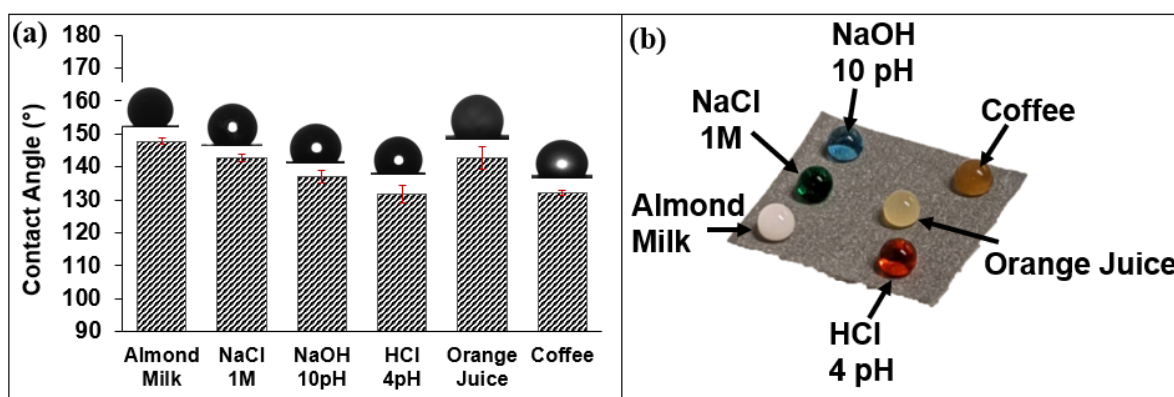 (a)
180
170
160
150
140
130
120
110
100
90
Contact Angle (°)
Almond
Milk
NaCl
1M
NaOH
10pH
HCl
4pH
Orange
Juice
Coffee
(b)
NaOH
10 pH
NaCl
1M
Coffee
Almond
Milk
Orange Juice
HCl
4 pH